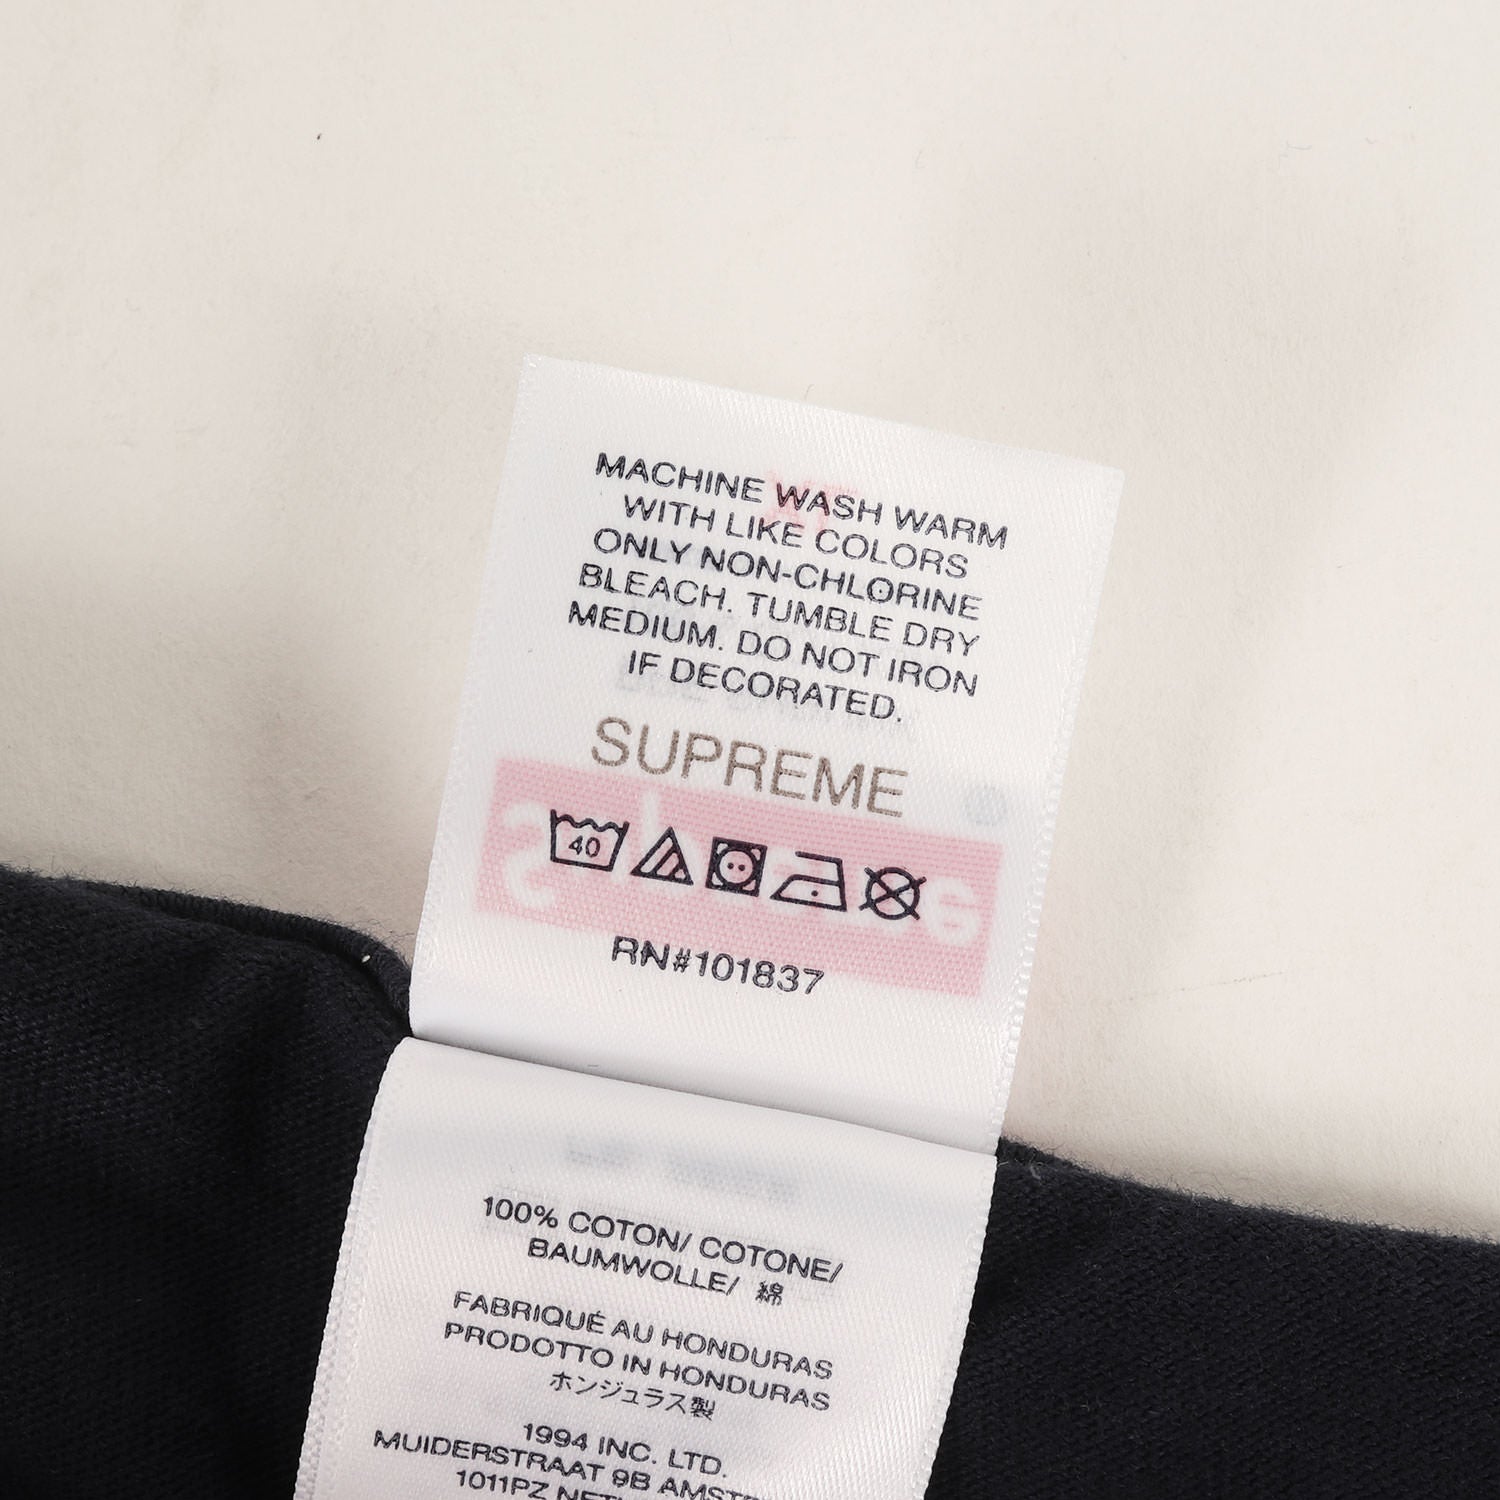 MACHINE WASH WARM
WITH LIKE COLORS
ONLY NON-CHLORINE
BLEACH. TUMBLE DRY
MEDIUM. DO NOT IRON
IF DECORATED.
SUPREME
40
RN#101837
100% COTON/ COTONE/
BAUMWOLLE/ 綿
FABRIQUÉ AU HONDURAS
PRODOTTO IN HONDURAS
ホンジュラス製
1994 INC. LTD.
MUIDERSTRAAT 9B
1011PZ